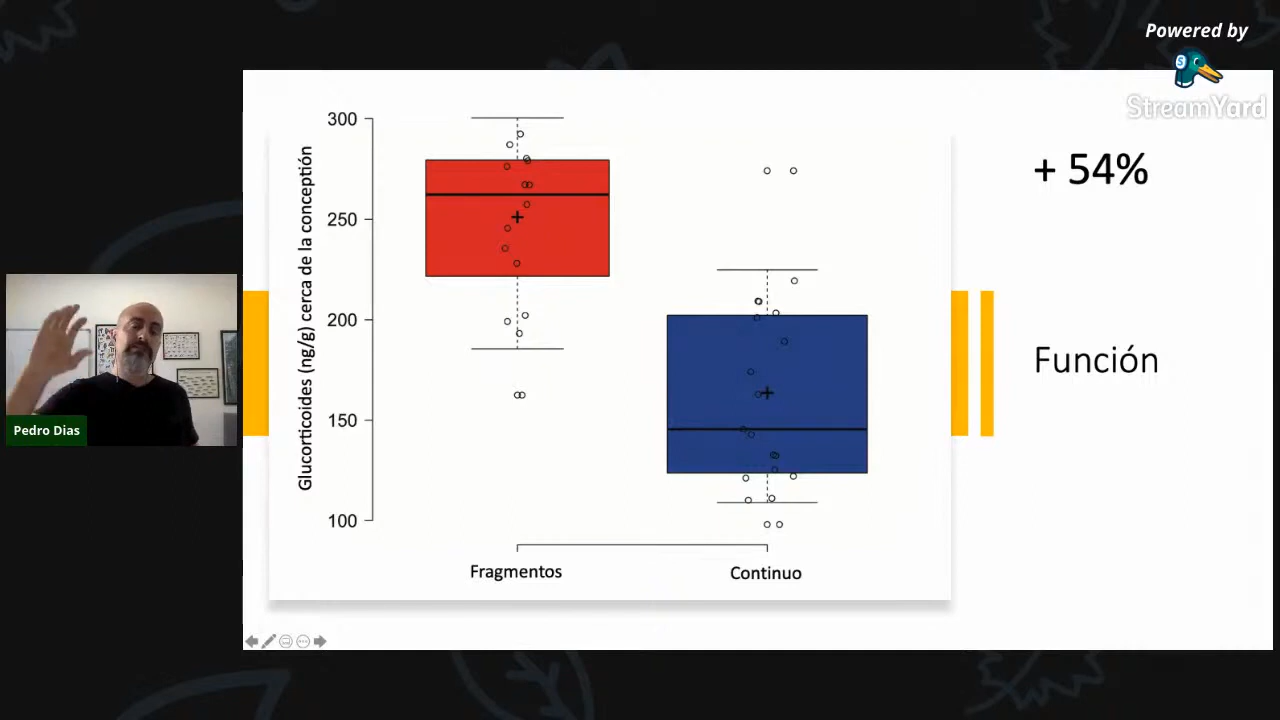 Powered by
StreamYard
300
250
200
150
100
Glucorticoides (ng/g) cerca de la conceptión
Fragmentos
Continuo
+ 54%
Función
Pedro Dias